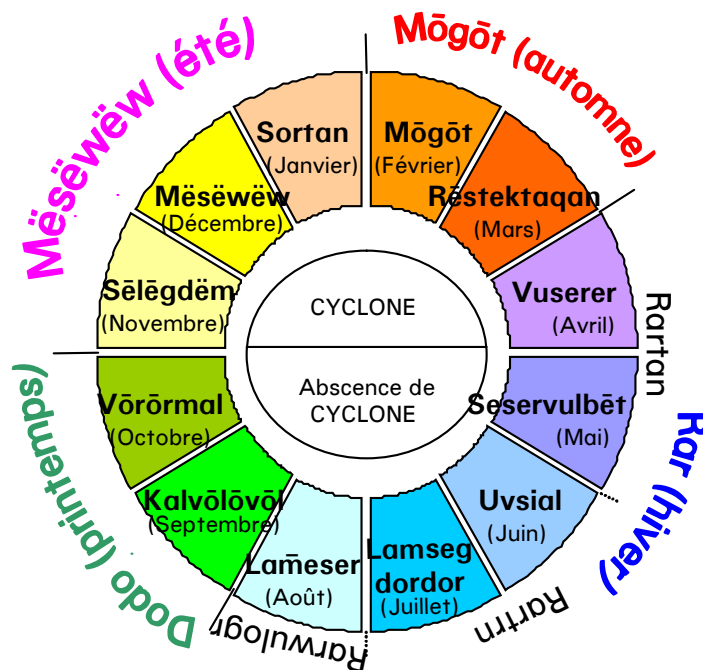 Mësëwëw (été)
Mōgōt (automne)
Sortan
(Janvier)
Mōgōt
(Février)
Rēstektaqan
(Mars)
Vuserer
(Avril)
Rartan
Seservulbēt
(Mai)
Rar (hiver)
Uvsial
(Juin)
Rartrn
Lamseg
dordor
(Juillet)
Lam̄eser
(Août)
Rarwulogr
Kalvōlōvōl
(Septembre)
Dodo (printemps)
Vōrōrmal
(Octobre)
Sēlēgdëm
(Novembre)
Mësëwëw
(Décembre)
CYCLONE
Abscence de
CYCLONE